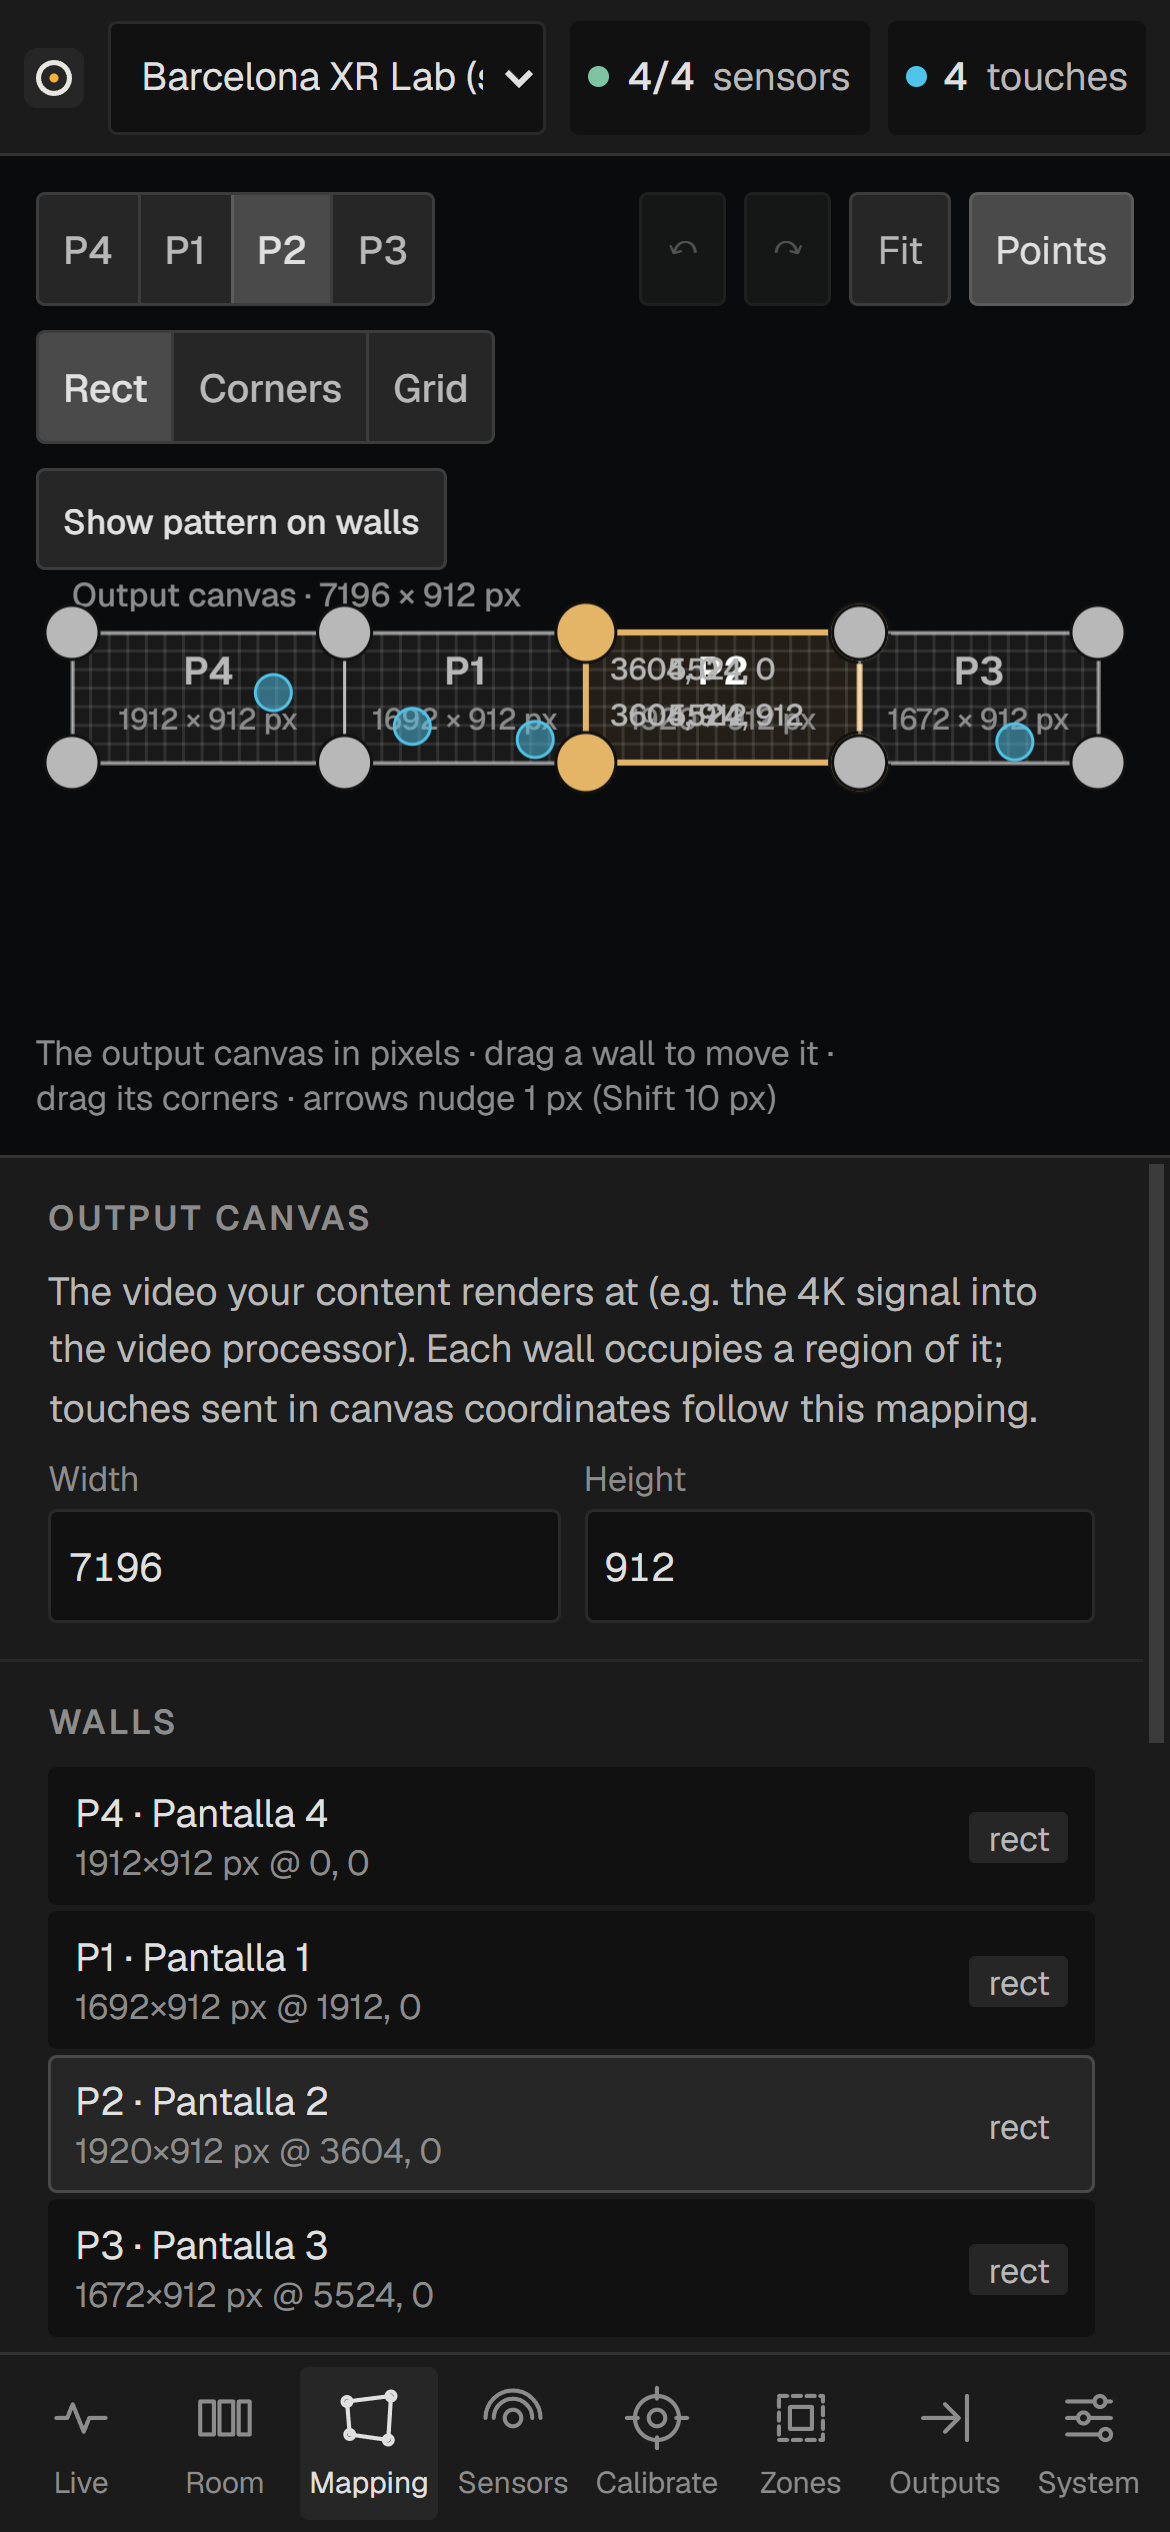 Barcelona XR Lab (
4/4 sensors
4 touches
P4 P1 P2 P3
Fit Points
Rect Corners Grid
Show pattern on walls
Output canvas · 7196 × 912 px
P4 P1 P2 P3
1912 × 912 px 1692 × 912 px 1672 × 912 px
The output canvas in pixels · drag a wall to move it ·
drag its corners · arrows nudge 1 px (Shift 10 px)
OUTPUT CANVAS
The video your content renders at (e.g. the 4K signal into
the video processor). Each wall occupies a region of it;
touches sent in canvas coordinates follow this mapping.
Width Height
7196 912
WALLS
P4 · Pantalla 4
1912×912 px @ 0, 0
rect
P1 · Pantalla 1
1692×912 px @ 1912, 0
rect
P2 · Pantalla 2
1920×912 px @ 3604, 0
rect
P3 · Pantalla 3
1672×912 px @ 5524, 0
rect
Live Room Mapping Sensors Calibrate Zones Outputs System